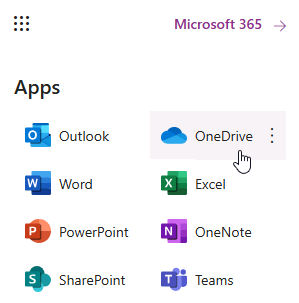 Microsoft 365 →
Apps
Outlook
OneDrive
Word
Excel
PowerPoint
OneNote
SharePoint
Teams